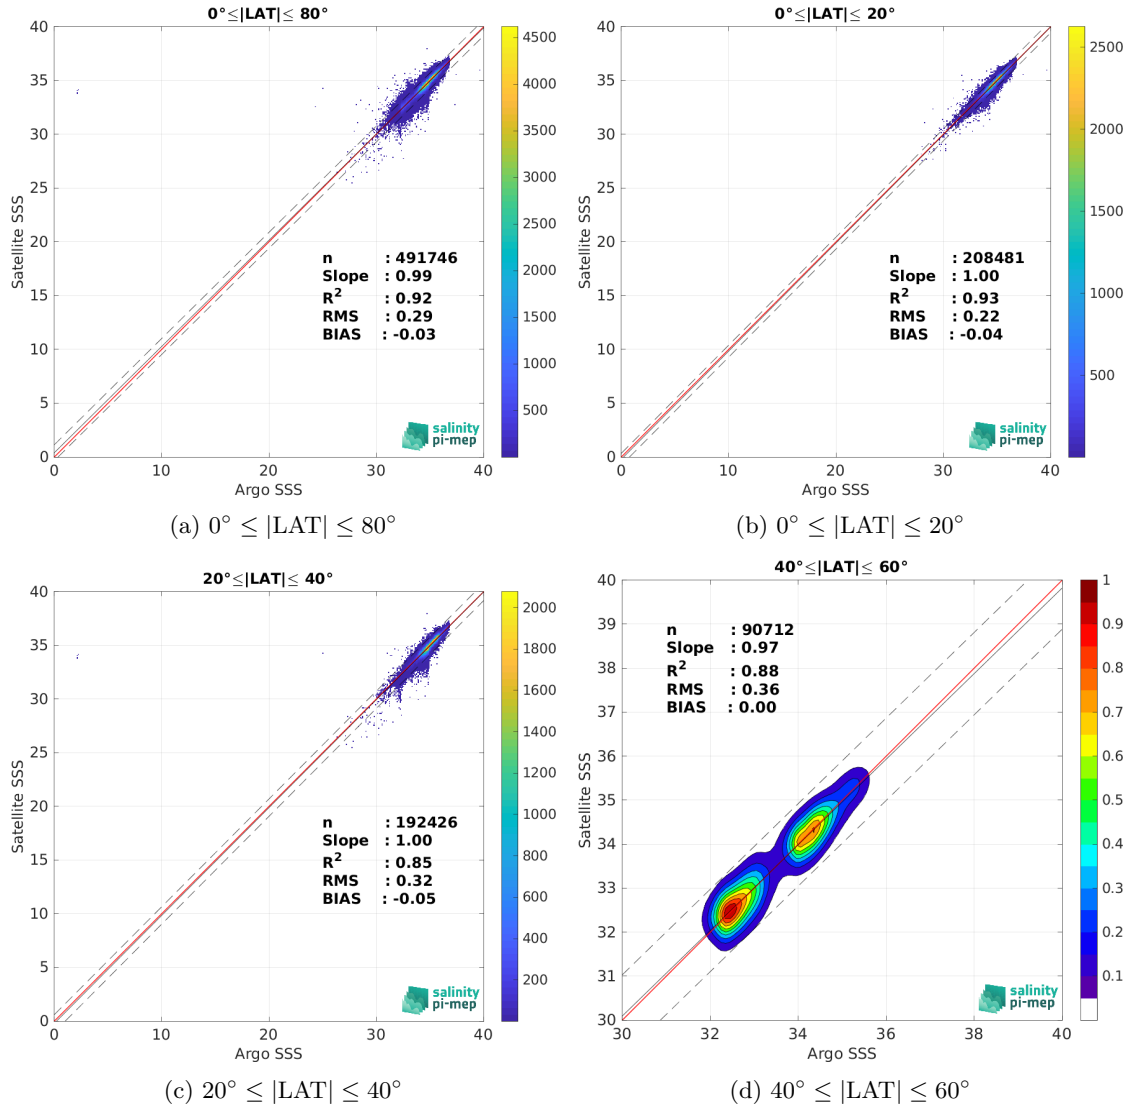 0°≤|LAT|≤ 80°
Satellite SSS
40
35
30
25
20
15
10
5
0
n : 491746
Slope : 0.99
R² : 0.92
RMS : 0.29
BIAS : -0.03
salinity
pi-mep
0 10 20 30 40
Argo SSS
4500
4000
3500
3000
2500
2000
1500
1000
500
(a) 0° ≤ |LAT| ≤ 80°
0°≤|LAT|≤ 20°
Satellite SSS
40
35
30
25
20
15
10
5
0
n : 208481
Slope : 1.00
R² : 0.93
RMS : 0.22
BIAS : -0.04
salinity
pi-mep
0 10 20 30 40
Argo SSS
2500
2000
1500
1000
500
(b) 0° ≤ |LAT| ≤ 20°
20°≤|LAT|≤ 40°
Satellite SSS
40
35
30
25
20
15
10
5
0
n : 192426
Slope : 1.00
R² : 0.85
RMS : 0.32
BIAS : -0.05
salinity
pi-mep
0 10 20 30 40
Argo SSS
2000
1800
1600
1400
1200
1000
800
600
400
200
(c) 20° ≤ |LAT| ≤ 40°
40°≤|LAT|≤ 60°
Satellite SSS
40
39
38
37
36
35
34
33
32
31
30
n : 90712
Slope : 0.97
R² : 0.88
RMS : 0.36
BIAS : 0.00
salinity
pi-mep
30 32 34 36 38 40
Argo SSS
1
0.9
0.8
0.7
0.6
0.5
0.4
0.3
0.2
0.1
(d) 40° ≤ |LAT| ≤ 60°